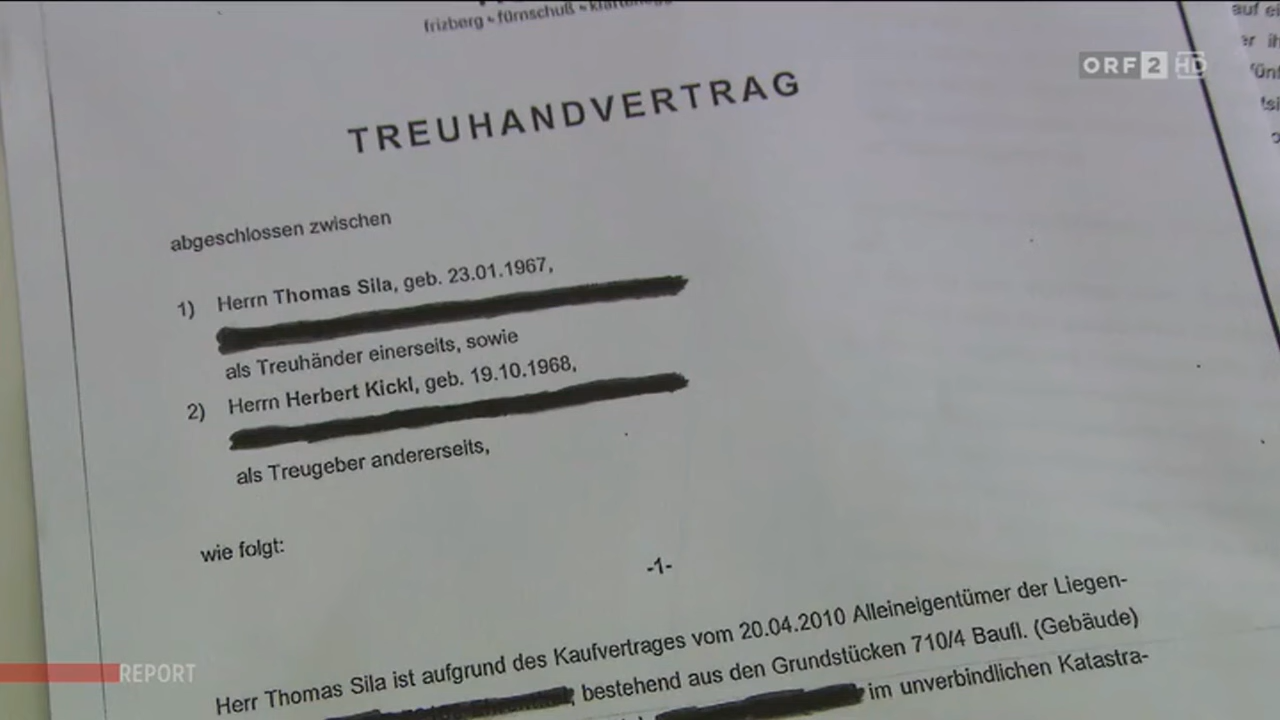 frizberg • fürnschuß •
auf
ORF 2 HD
TREUHANDVERTRAG
abgeschlossen zwischen
1) Herrn Thomas Sila, geb. 23.01.1967,
als Treuhänder einerseits, sowie
2) Herrn Herbert Kickl, geb. 19.10.1968,
als Treugeber andererseits,
wie folgt:
-1-
Herr Thomas Sila ist aufgrund des Kaufvertrages vom 20.04.2010 Alleineigentümer der Liegen-
bestehend aus den Grundstücken 710/4 Baufl. (Gebäude)
im unverbindlichen Katastra-
REPORT